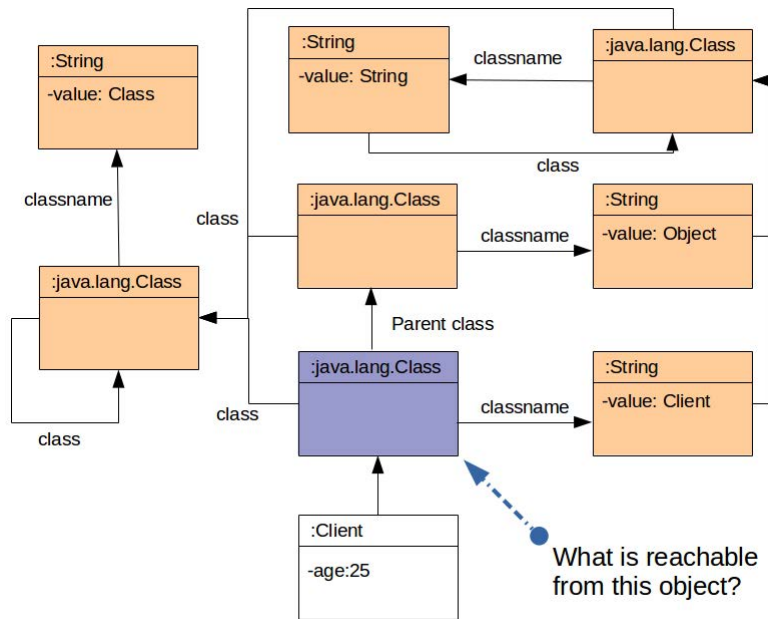 :String
-value: Class
:String
-value: String
classname
:java.lang.Class
class
classname
class
:java.lang.Class
classname
:String
-value: Object
:java.lang.Class
Parent class
class
class
:java.lang.Class
classname
:String
-value: Client
:Client
-age:25
What is reachable
from this object?